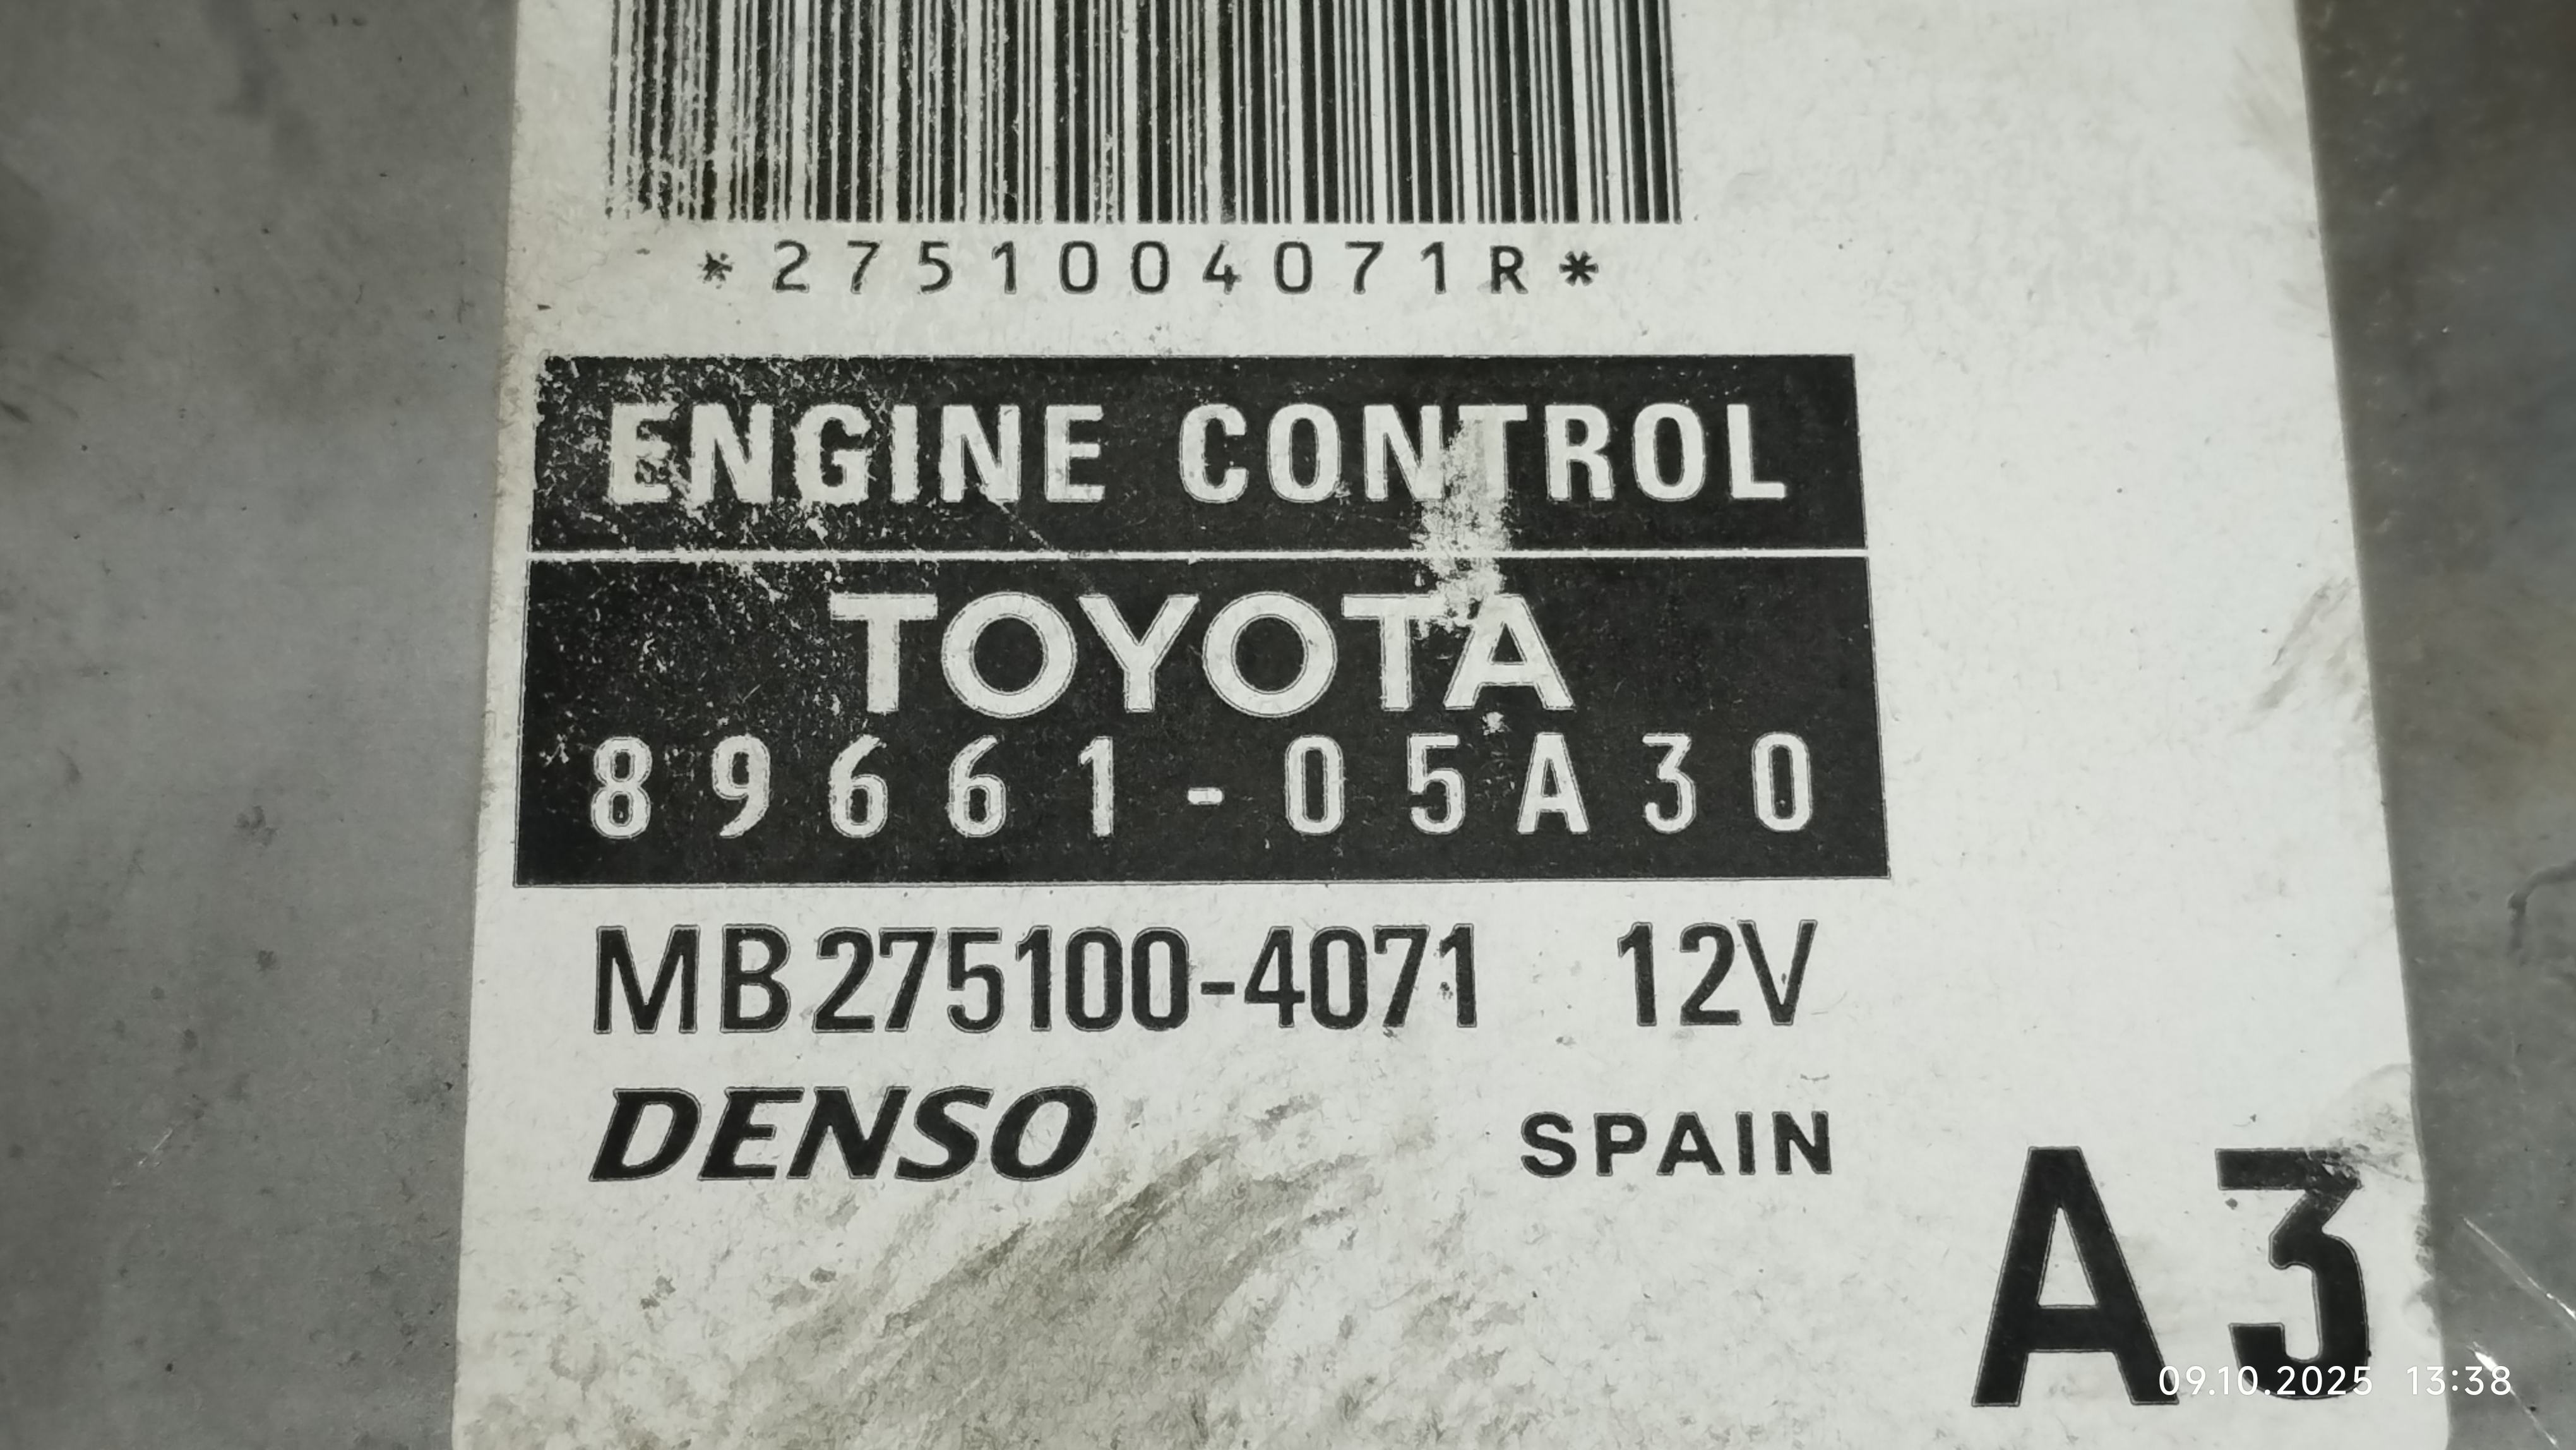 *2751004071R*
ENGINE CONTROL
TOYOTA
89661-05A30
MB275100-4071 12V
DENSO SPAIN
A3
09.10.2025 13:38